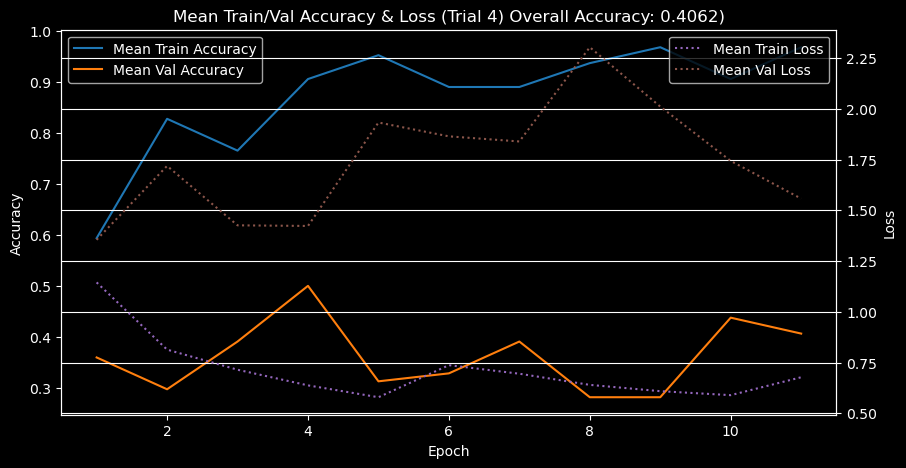 Mean Train/Val Accuracy & Loss (Trial 4) Overall Accuracy: 0.4062)
Mean Train Accuracy
Mean Val Accuracy
Mean Train Loss
Mean Val Loss
Accuracy
1.0
0.9
0.8
0.7
0.6
0.5
0.4
0.3
2.25
2.00
1.75
1.50
1.25
1.00
0.75
0.50
Loss
2
4
6
8
10
Epoch